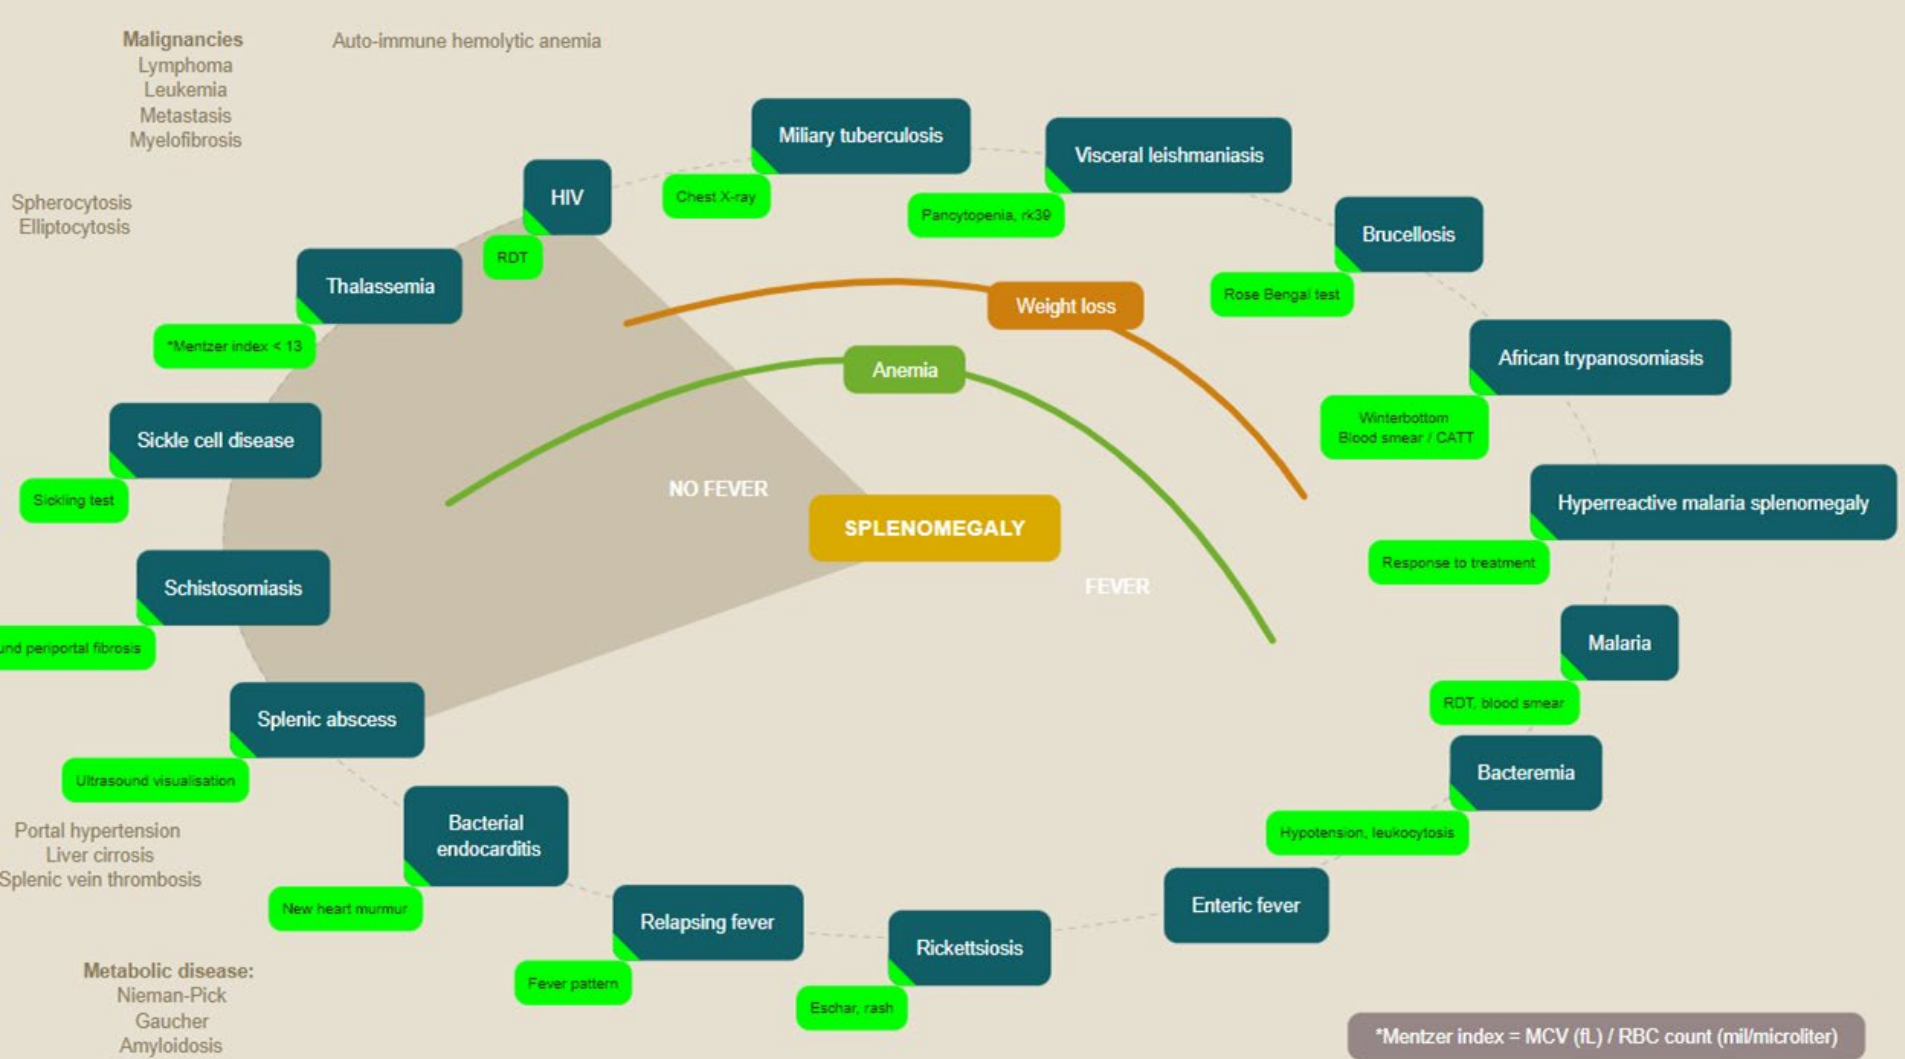 Malignancies
Lymphoma
Leukemia
Metastasis
Myelofibrosis
Auto-immune hemolytic anemia
Miliary tuberculosis
Chest X-ray
Visceral leishmaniasis
Pancytopenia, rk39
HIV
RDT
Spherocytosis
Elliptocytosis
Brucellosis
Rose Bengal test
Thalassemia
*Mentzer index < 13
Weight loss
Anemia
African trypanosomiasis
Winterbottom
Blood smear / CATT
Sickle cell disease
Sickling test
NO FEVER
SPLENOMEGALY
FEVER
Hyperreactive malaria splenomegaly
Response to treatment
Schistosomiasis
periportal fibrosis
Malaria
RDT, blood smear
Splenic abscess
Ultrasound visualisation
Bacteremia
Hypotension, leukocytosis
Portal hypertension
Liver cirrosis
Splenic vein thrombosis
Bacterial
endocarditis
New heart murmur
Relapsing fever
Fever pattern
Rickettsiosis
Eschar, rash
Enteric fever
Metabolic disease:
Nieman-Pick
Gaucher
Amyloidosis
*Mentzer index = MCV (fL) / RBC count (mil/microliter)